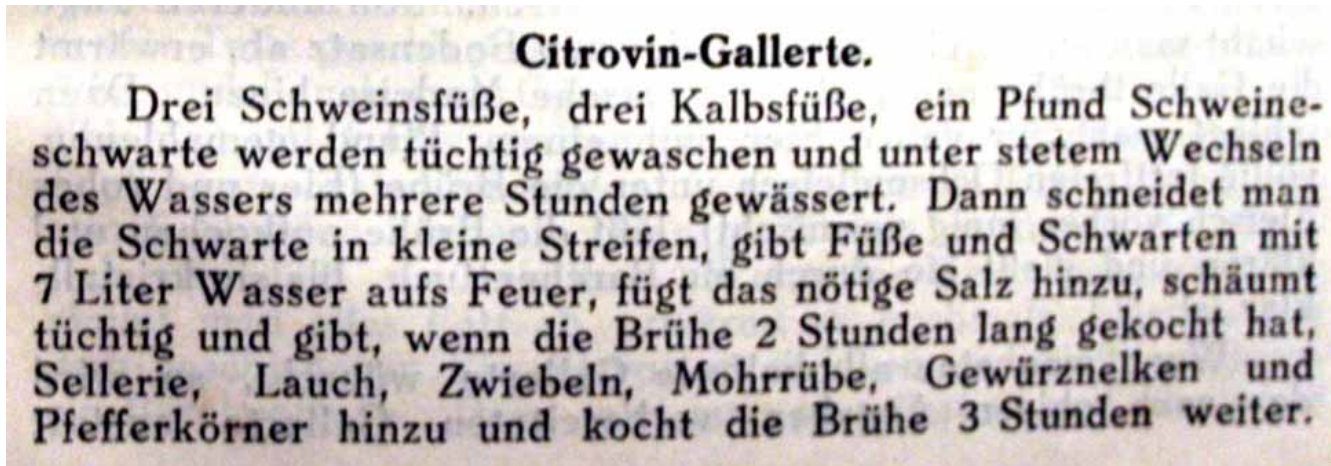 Citrovin-Gallerte.
Drei Schweinsfüße, drei Kalbsfüße, ein Pfund Schweine-
schwarte werden tüchtig gewaschen und unter stetem Wechseln
des Wassers mehrere Stunden gewässert. Dann schneidet man
die Schwarte in kleine Streifen, gibt Füße und Schwarten mit
7 Liter Wasser aufs Feuer, fügt das nötige Salz hinzu, schäumt
tüchtig und gibt, wenn die Brühe 2 Stunden lang gekocht hat,
Sellerie, Lauch, Zwiebeln, Mohrrübe, Gewürznelken und
Pfefferkörner hinzu und kocht die Brühe 3 Stunden weiter.